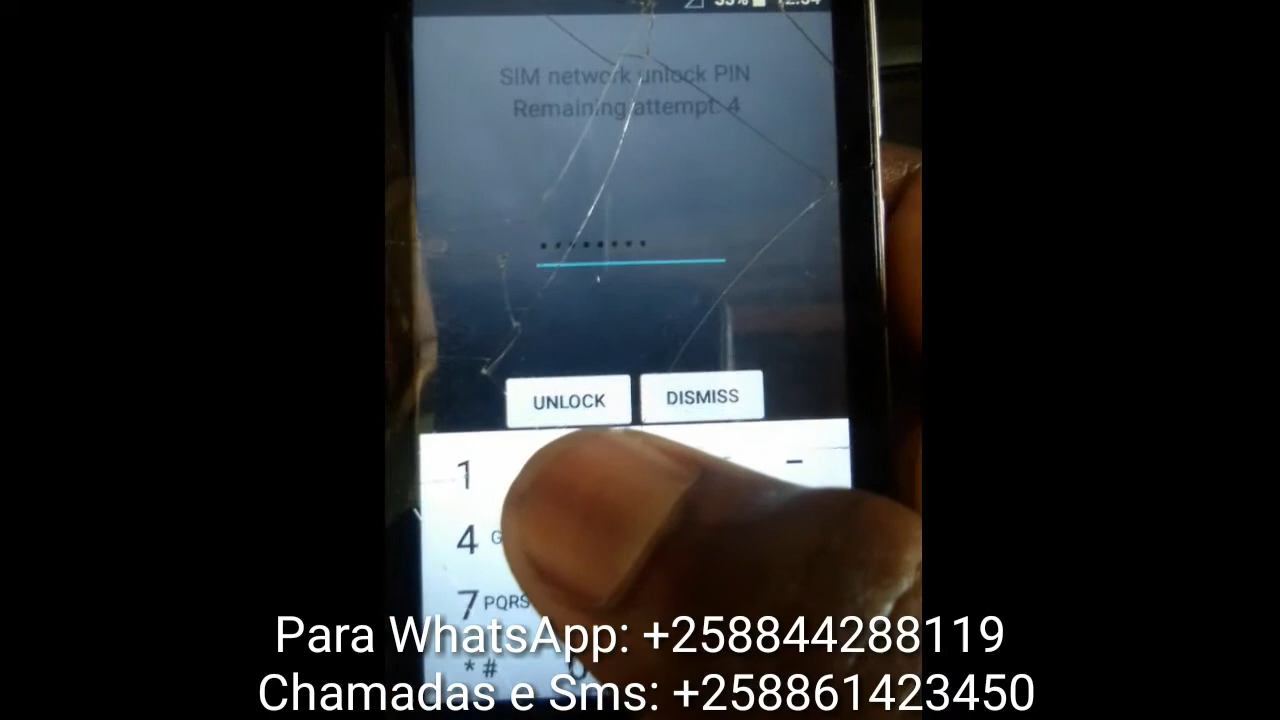 SIM network unlock PIN
Remaining attempt: 4
UNLOCK DISMISS
1 -
4
7 PQRS
* #
Para WhatsApp: +258844288119
Chamadas e Sms: +258861423450